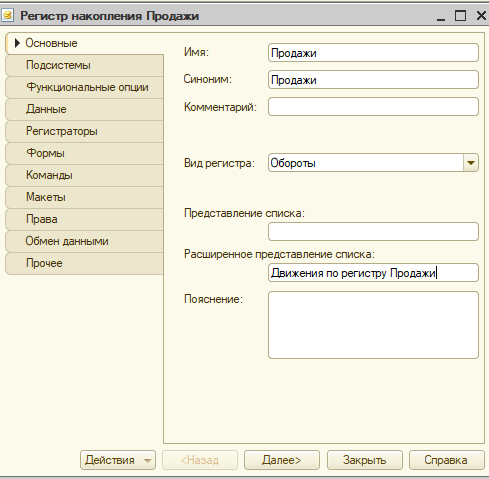 Регистр накопления Продажи
Основные
Подсистемы
Функциональные опции
Данные
Регистраторы
Формы
Команды
Макеты
Права
Обмен данными
Прочее
Имя: Продажи
Синоним: Продажи
Комментарий:
Вид регистра: Обороты
Представление списка:
Расширенное представление списка:
Движения по регистру Продажи
Пояснение:
Действия <Назад Далее> Закрыть Справка